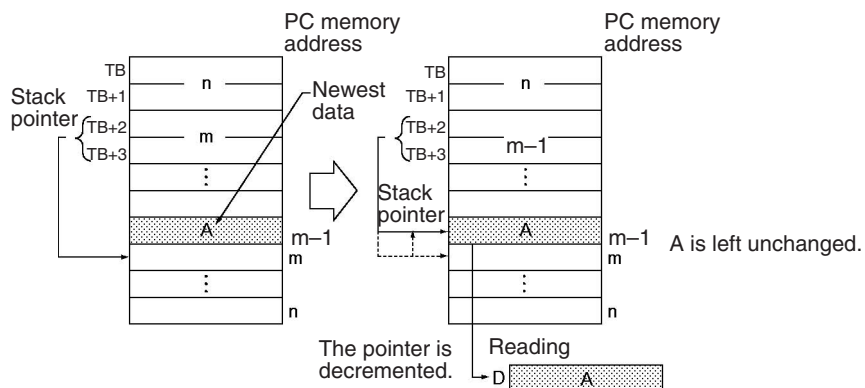 PC memory
address
TB
n
TB+1
Stack
pointer
TB+2
m
TB+3
Newest
data
A
m–1
m
n
PC memory
address
TB
n
TB+1
TB+2
m–1
TB+3
Stack
pointer
A
m–1
m
n
A is left unchanged.
The pointer is
decremented.
Reading
D
A